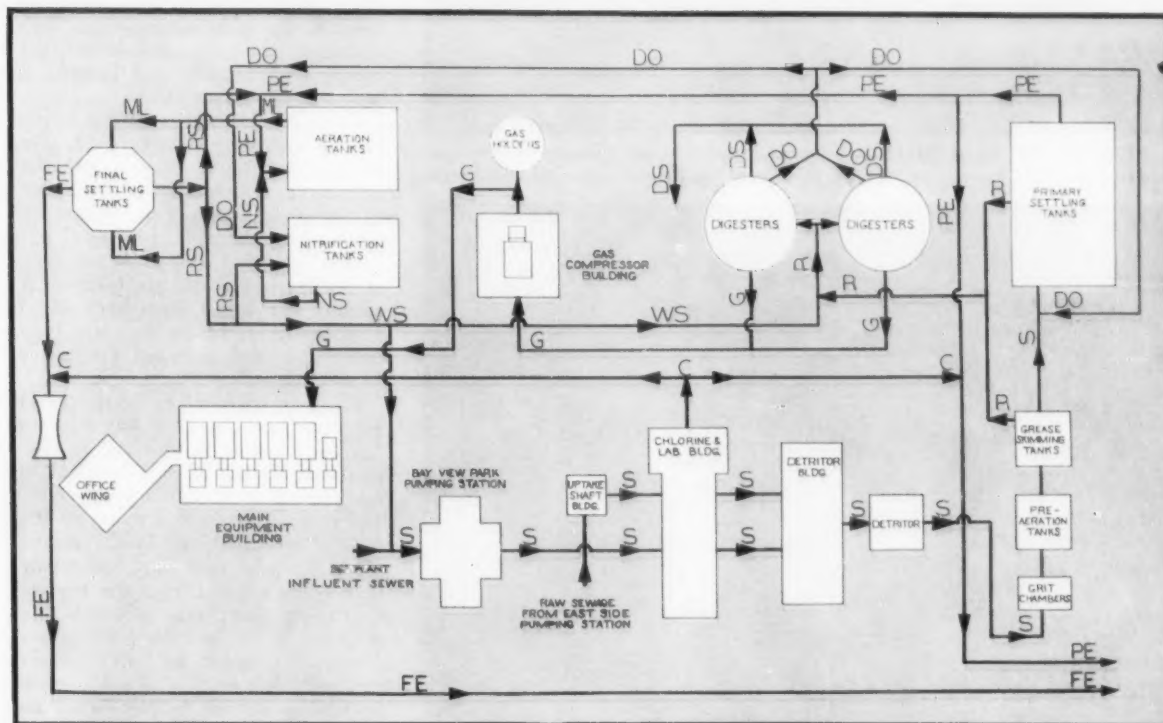 DO
DO
DO
PE
PE
PE
ML
ML
RS
PE
AERATION
TANKS
GAS
HOLDERS
FE
FINAL
SETTLING
TANKS
G
DS
DS
DO
DO
DS
PE
R
PRIMARY
SETTLING
TANKS
DO
NS
DIGESTERS
DIGESTERS
ML
RS
NITRIFICATION
TANKS
GAS
COMPRESSOR
BUILDING
R
RS
NS
G
R
G
DO
WS
WS
G
G
S
C
C
C
R
GREASE
SKIMMING
TANKS
CHLORINE &
LAB. BLDG.
DETRITOR
BLDG.
OFFICE
WING
BAY VIEW PARK
PUMPING STATION
UPTAKE
SHAFT
BLDG.
S
S
MAIN
EQUIPMENT
BUILDING
S
S
S
S
S
DETRITOR
S
PRE-
AERATION
TANKS
PLANT
INFLUENT SEWER
RAW SEWAGE
FROM EAST SIDE
PUMPING STATION
GRIT
CHAMBERS
S
FE
PE
FE
FE